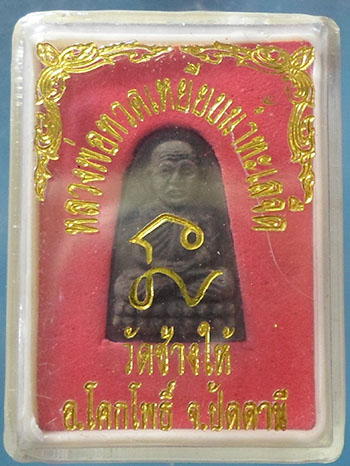 หลวงพ่อทวดเหยียบน้ำทะเลจืด
วัดช้างให้
อ.โคกโพธิ์ จ.ปัตตานี